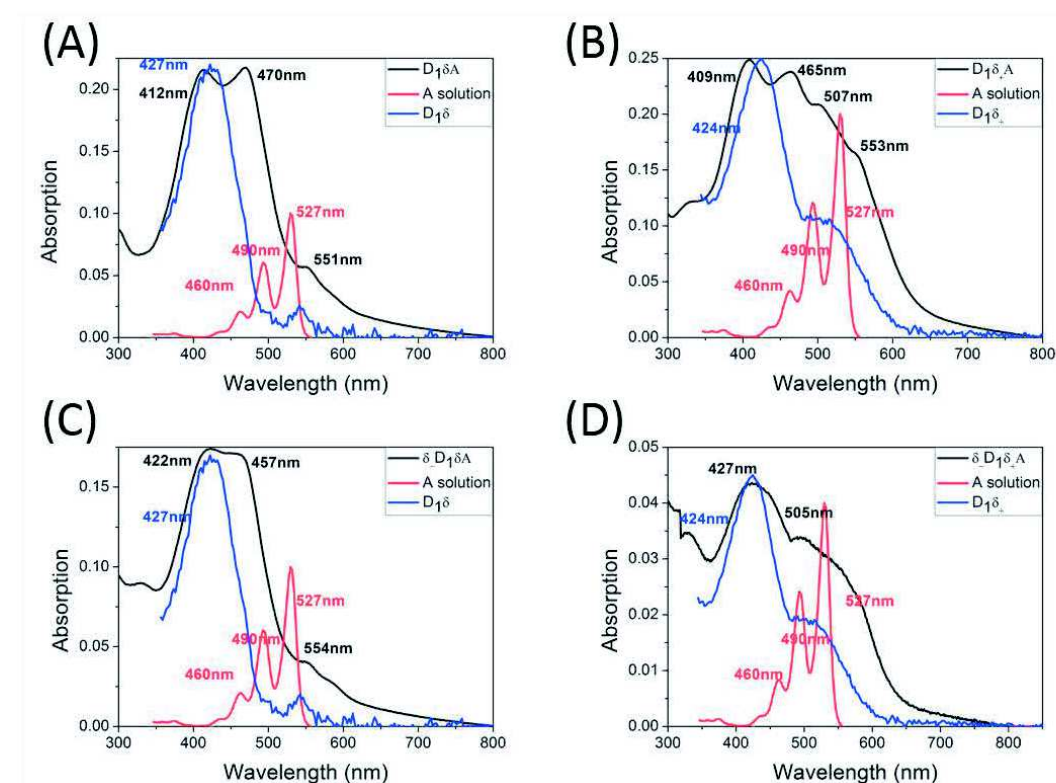 (A)
427nm
470nm
412nm
D₁δA
A solution
D₁δ
527nm
490nm
551nm
460nm
0.20
0.15
0.10
0.05
0.00
Absorption
300 400 500 600 700 800
Wavelength (nm)
(B)
409nm
465nm
507nm
424nm
553nm
D₁δ₊A
A solution
D₁δ₊
527nm
490nm
460nm
0.25
0.20
0.15
0.10
0.05
0.00
Absorption
300 400 500 600 700 800
Wavelength (nm)
(C)
422nm
457nm
427nm
δ₋D₁δA
A solution
D₁δ
527nm
490nm
554nm
460nm
0.15
0.10
0.05
0.00
Absorption
300 400 500 600 700 800
Wavelength (nm)
(D)
427nm
424nm
505nm
δ₋D₁δ₊A
A solution
D₁δ₊
527nm
490nm
460nm
0.05
0.04
0.03
0.02
0.01
0.00
Absorption
300 400 500 600 700 800
Wavelength (nm)